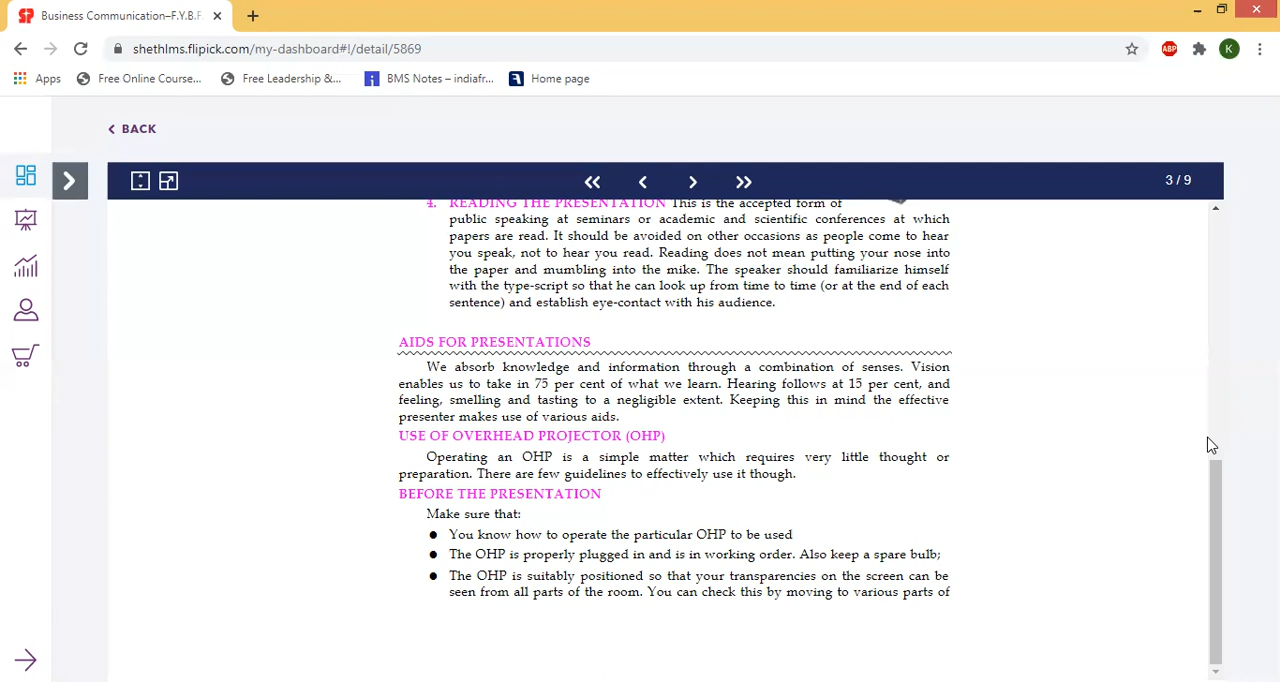 Business Communication–F.Y.B.F.
shethlms.flipick.com/my-dashboard#!/detail/5869
ABP
K
Apps
Free Online Course...
Free Leadership &...
BMS Notes – indiafr...
Home page
BACK
3 / 9
4. READING THE PRESENTATION This is the accepted form of
public speaking at seminars or academic and scientific conferences at which
papers are read. It should be avoided on other occasions as people come to hear
you speak, not to hear you read. Reading does not mean putting your nose into
the paper and mumbling into the mike. The speaker should familiarize himself
with the type-script so that he can look up from time to time (or at the end of each
sentence) and establish eye-contact with his audience.
AIDS FOR PRESENTATIONS
We absorb knowledge and information through a combination of senses. Vision
enables us to take in 75 per cent of what we learn. Hearing follows at 15 per cent, and
feeling, smelling and tasting to a negligible extent. Keeping this in mind the effective
presenter makes use of various aids.
USE OF OVERHEAD PROJECTOR (OHP)
Operating an OHP is a simple matter which requires very little thought or
preparation. There are few guidelines to effectively use it though.
BEFORE THE PRESENTATION
Make sure that:
● You know how to operate the particular OHP to be used
● The OHP is properly plugged in and is in working order. Also keep a spare bulb;
● The OHP is suitably positioned so that your transparencies on the screen can be
seen from all parts of the room. You can check this by moving to various parts of